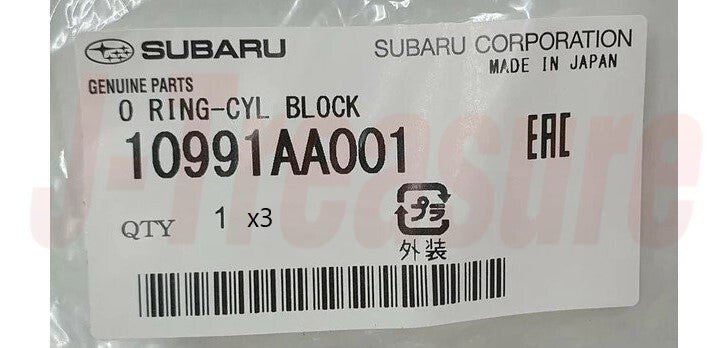 SUBARU
SUBARU CORPORATION
MADE IN JAPAN
GENUINE PARTS
O RING-CYL BLOCK
10991AA001
EAC
QTY 1 x3
プラ
外装
J-Treasure